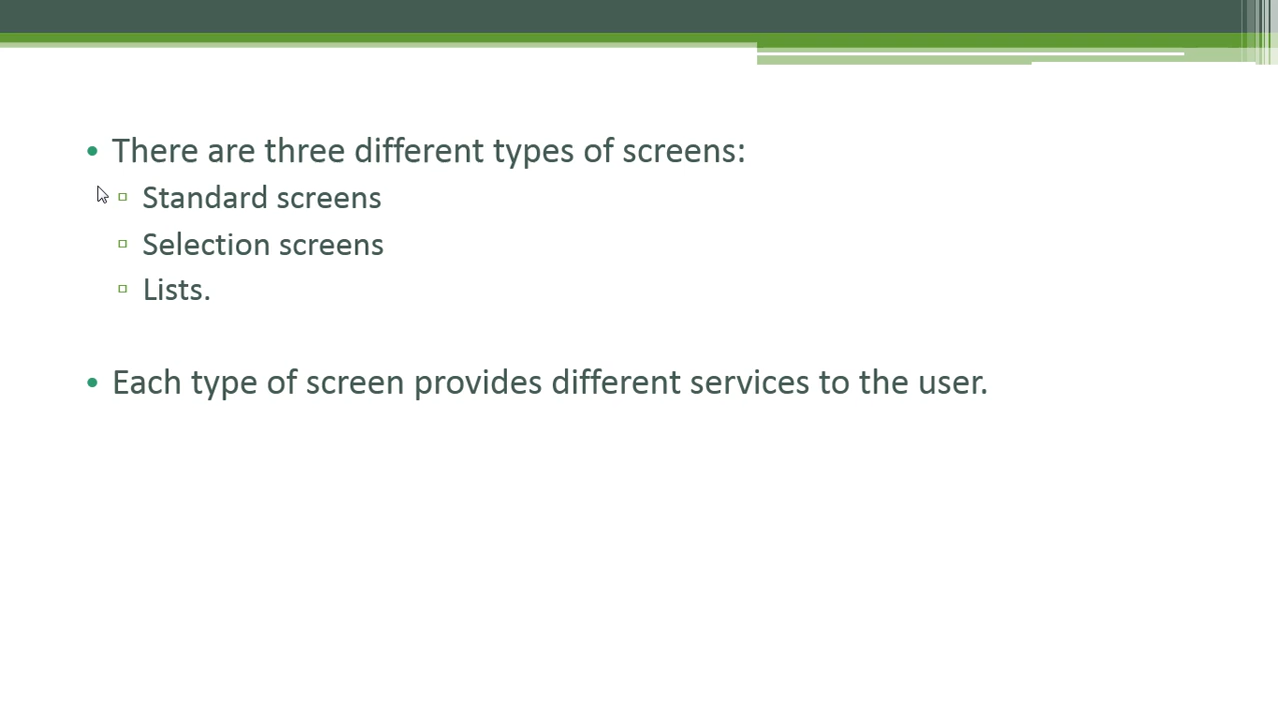 There are three different types of screens:
Standard screens
Selection screens
Lists.
Each type of screen provides different services to the user.